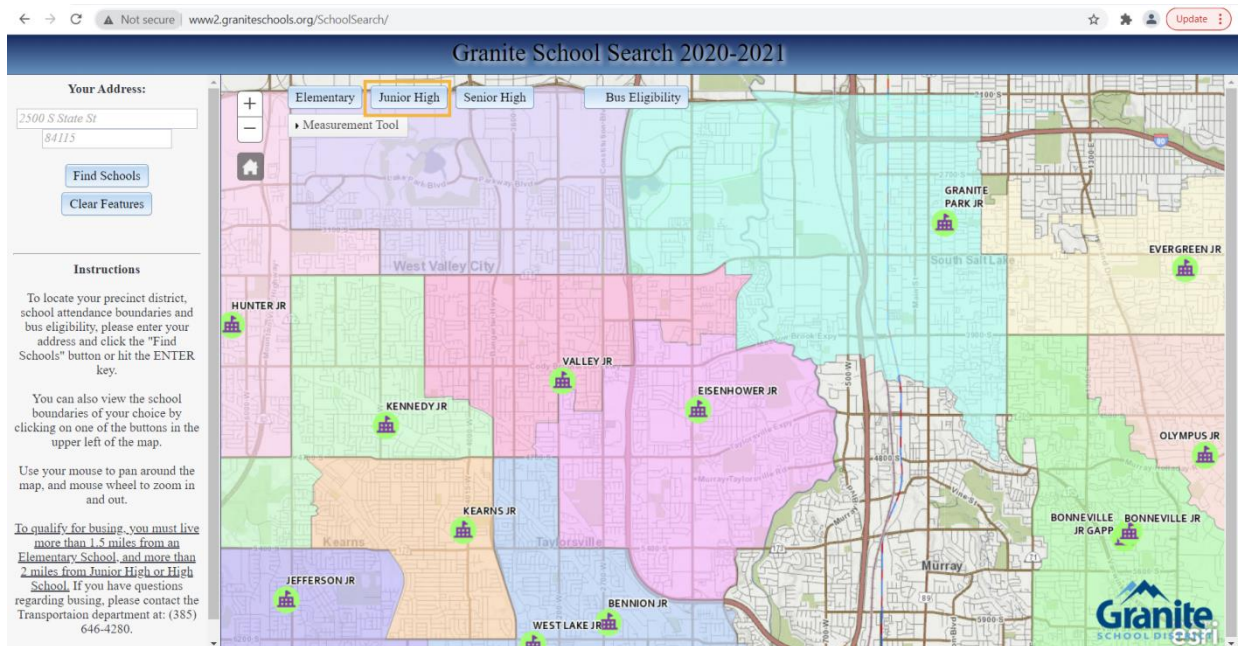 Not secure
www2.graniteschools.org/SchoolSearch/
Update
Granite School Search 2020-2021
Your Address:
2500 S State St
84115
Find Schools
Clear Features
Instructions
To locate your precinct district,
school attendance boundaries and
bus eligibility, please enter your
address and click the "Find
Schools" button or hit the ENTER
key.
You can also view the school
boundaries of your choice by
clicking on one of the buttons in the
upper left of the map.
Use your mouse to pan around the
map, and mouse wheel to zoom in
and out.
To qualify for busing, you must live
more than 1.5 miles from an
Elementary School, and more than
2 miles from Junior High or High
School. If you have questions
regarding busing, please contact the
Transportaion department at: (385)
646-4280.
+
−
Elementary
Junior High
Senior High
Bus Eligibility
Measurement Tool
2100 S
GRANITE
PARK JR
EVERGREEN JR
West Valley City
South Salt Lake
HUNTER JR
VALLEY JR
500 W
EISENHOWER JR
KENNEDY JR
OLYMPUS JR
4800 S
KEARNS JR
BONNEVILLE
JR GAPP
BONNEVILLE JR
Kearns
Taylorsville
Murray
JEFFERSON JR
BENNION JR
WEST LAKE JR
5900 S
700 W
Granite
SCHOOL DISTRICT
esri